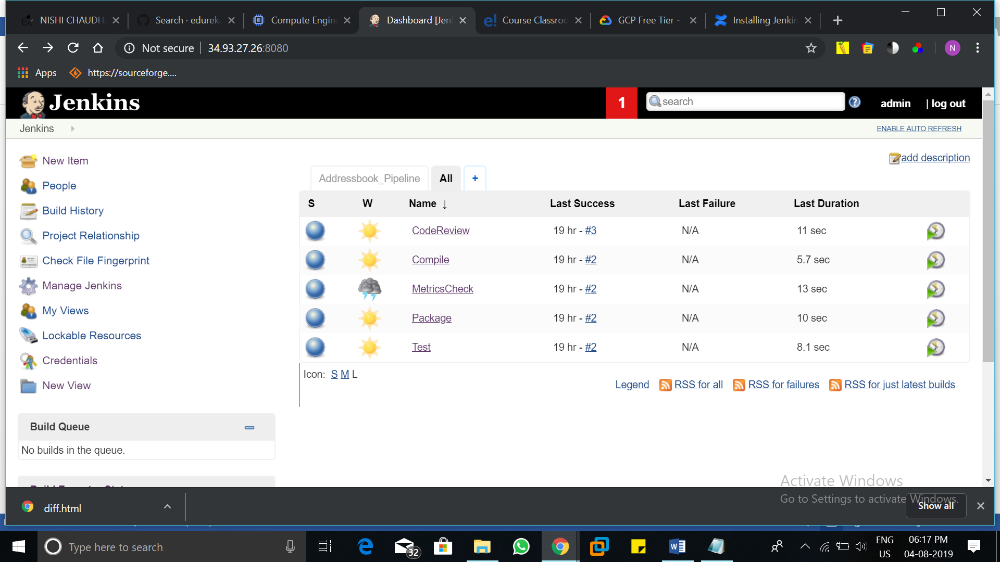 NISHI CHAUDH
Search · edureka
Compute Engin
Dashboard [Jen
Course Classroo
GCP Free Tier -
Installing Jenkin
Not secure
34.93.27.26:8080
N
Apps
https://sourceforge....
Jenkins
1
search
admin
| log out
Jenkins
ENABLE AUTO REFRESH
New Item
People
Build History
Project Relationship
Check File Fingerprint
Manage Jenkins
My Views
Lockable Resources
Credentials
New View
Build Queue
No builds in the queue.
add description
Addressbook_Pipeline
All
+
S W Name ↓ Last Success Last Failure Last Duration
CodeReview 19 hr - #3 N/A 11 sec
Compile 19 hr - #2 N/A 5.7 sec
MetricsCheck 19 hr - #2 N/A 13 sec
Package 19 hr - #2 N/A 10 sec
Test 19 hr - #2 N/A 8.1 sec
Icon: S M L
Legend RSS for all RSS for failures RSS for just latest builds
Activate Windows
Go to Settings to activate Windows.
diff.html
Show all
Type here to search
32
ENG
US
06:17 PM
04-08-2019